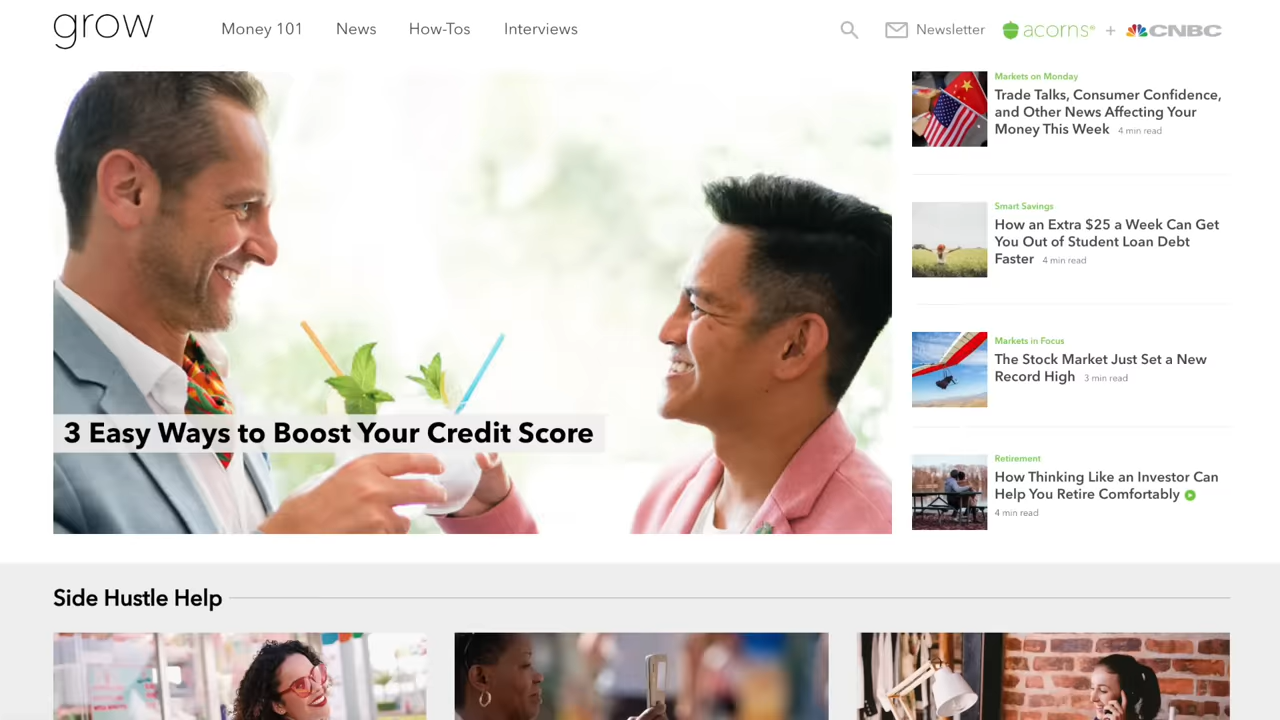 grow
Money 101
News
How-Tos
Interviews
Newsletter
acorns®
+
CNBC
3 Easy Ways to Boost Your Credit Score
Markets on Monday
Trade Talks, Consumer Confidence,
and Other News Affecting Your
Money This Week 4 min read
Smart Savings
How an Extra $25 a Week Can Get
You Out of Student Loan Debt
Faster 4 min read
Markets in Focus
The Stock Market Just Set a New
Record High 3 min read
Retirement
How Thinking Like an Investor Can
Help You Retire Comfortably
4 min read
Side Hustle Help